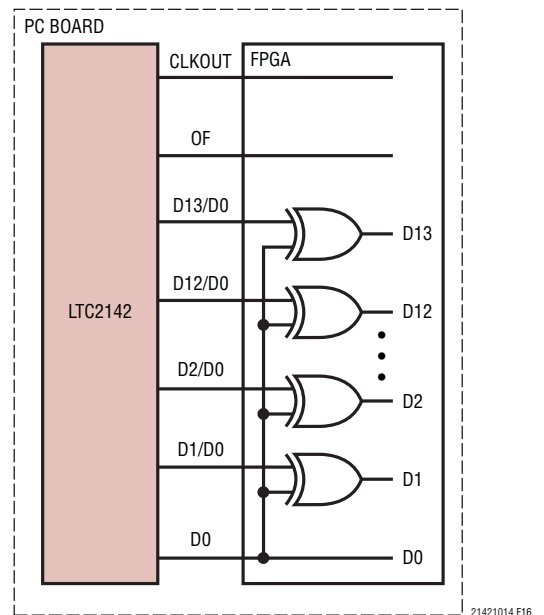 PC BOARD
CLKOUT
FPGA
OF
D13/D0
D13
D12/D0
LTC2142
D12
D2/D0
D2
D1/D0
D1
D0
D0
21421014 F16